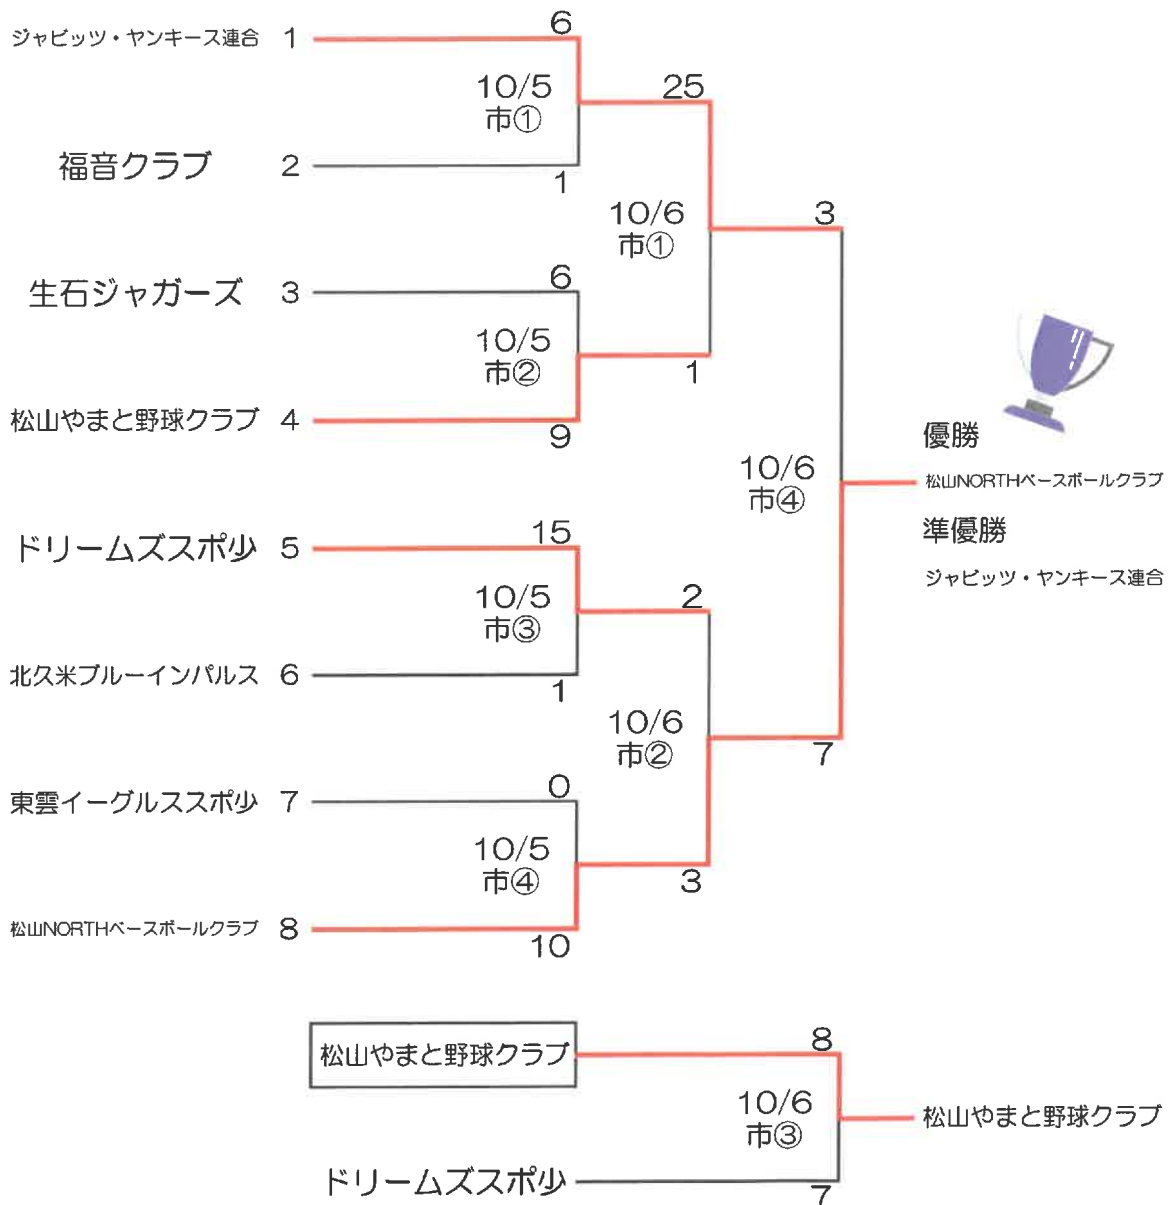 ジャビッツ・ヤンキース連合 1
6
10/5
市①
福音クラブ 2
1
25
10/6
市①
生石ジャガーズ 3
6
10/5
市②
松山やまと野球クラブ 4
9
1
3
10/6
市④
優勝
松山NORTHベースボールクラブ
準優勝
ジャビッツ・ヤンキース連合
ドリームズスポ少 5
15
10/5
市③
北久米ブルーインパルス 6
1
2
10/6
市②
東雲イーグルススポ少 7
0
10/5
市④
松山NORTHベースボールクラブ 8
10
3
7
松山やまと野球クラブ
8
10/6
市③
ドリームズスポ少
7
松山やまと野球クラブ